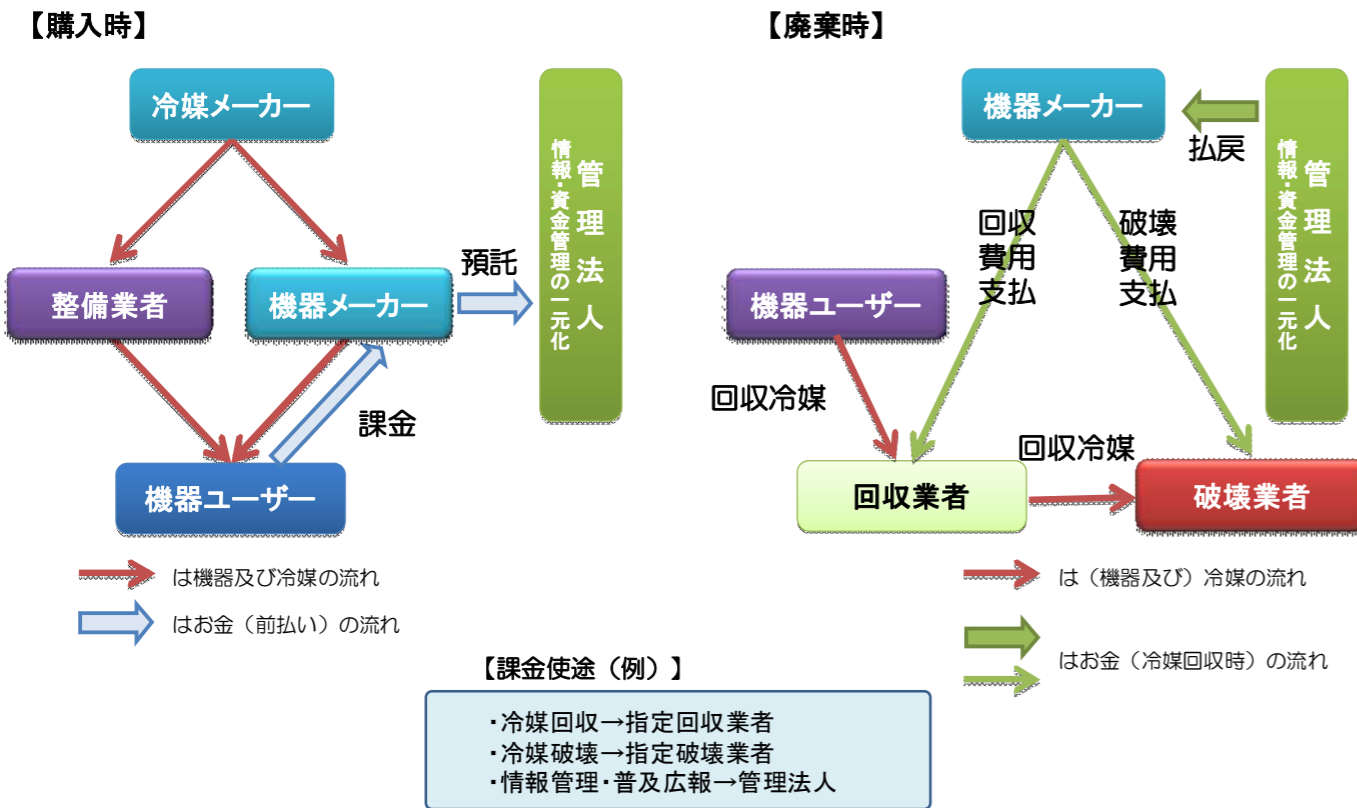 【購入時】
冷媒メーカー
整備業者
機器メーカー
預託
管理法人
情報・資金管理の一元化
課金
機器ユーザー
は機器及び冷媒の流れ
はお金（前払い）の流れ
【廃棄時】
機器メーカー
払戻
管理法人
情報・資金管理の一元化
回収
費用
支払
破壊
費用
支払
機器ユーザー
回収冷媒
回収冷媒
回収業者
破壊業者
は（機器及び）冷媒の流れ
はお金（冷媒回収時）の流れ
【課金使途（例）】
・冷媒回収→指定回収業者
・冷媒破壊→指定破壊業者
・情報管理・普及広報→管理法人